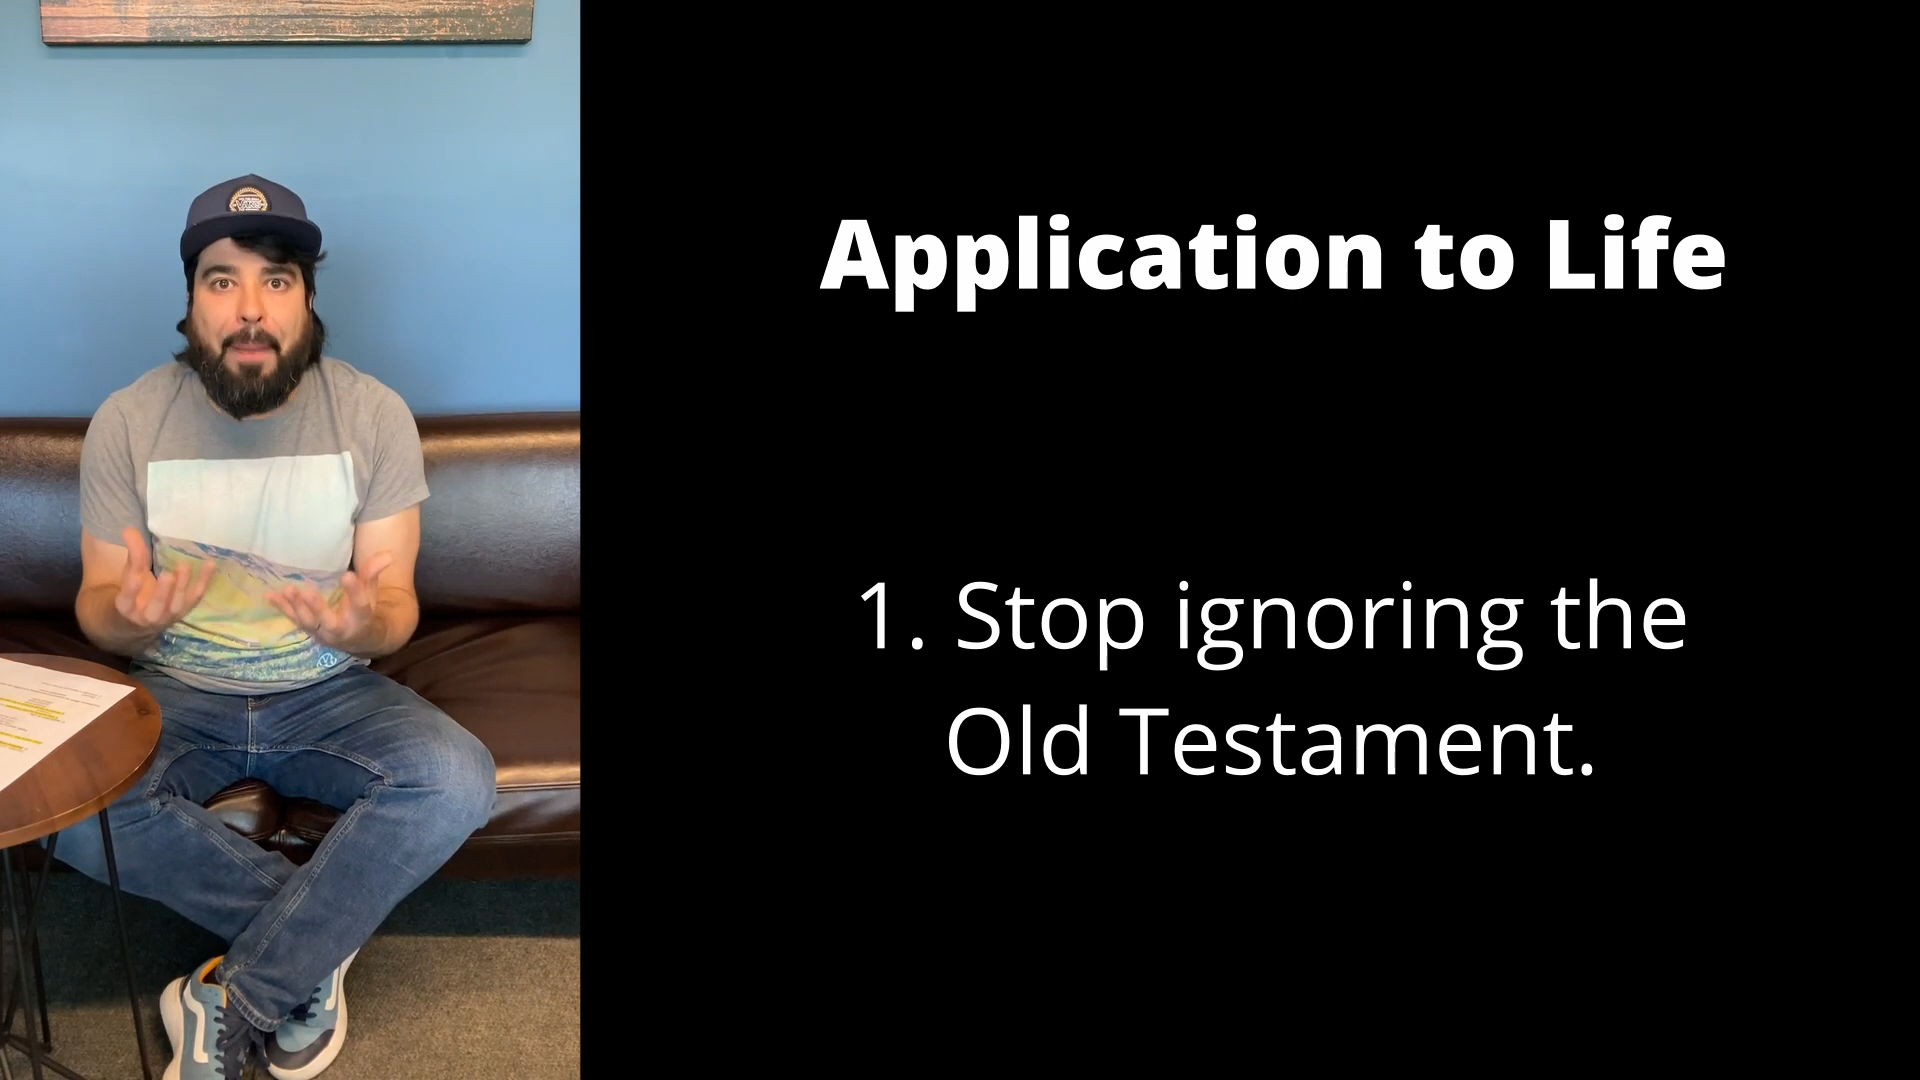 Application to Life
1. Stop ignoring the
Old Testament.